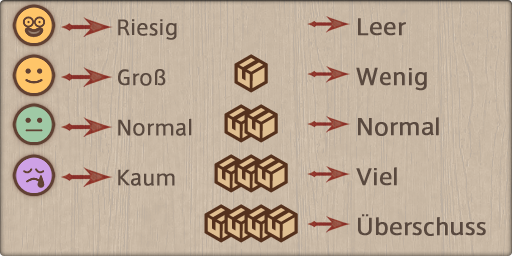 Riesig
Groß
Normal
Kaum
Leer
Wenig
Normal
Viel
Überschuss